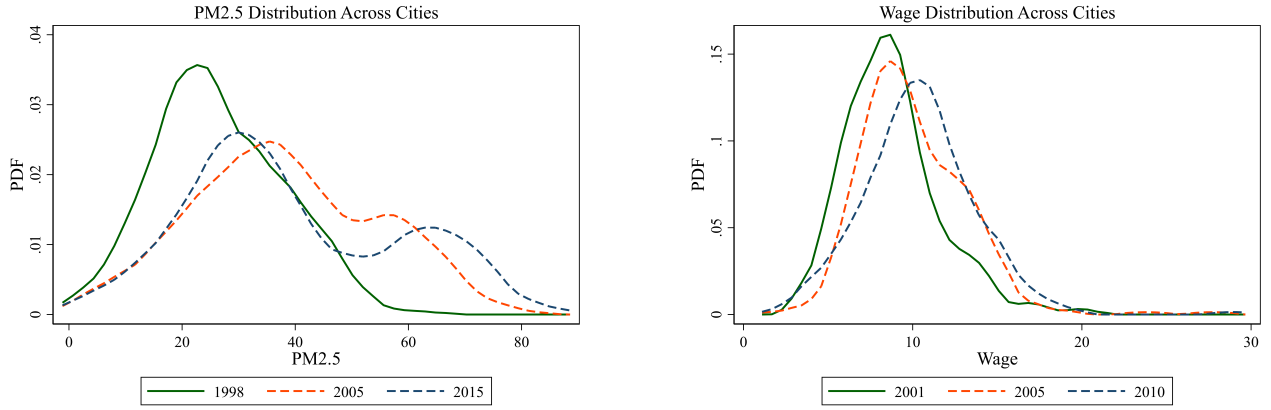 PM2.5 Distribution Across Cities
PDF
.04
.03
.02
.01
0
0 20 40 60 80
PM2.5
1998 2005 2015
Wage Distribution Across Cities
PDF
.15
.1
.05
0
0 10 20 30
Wage
2001 2005 2010